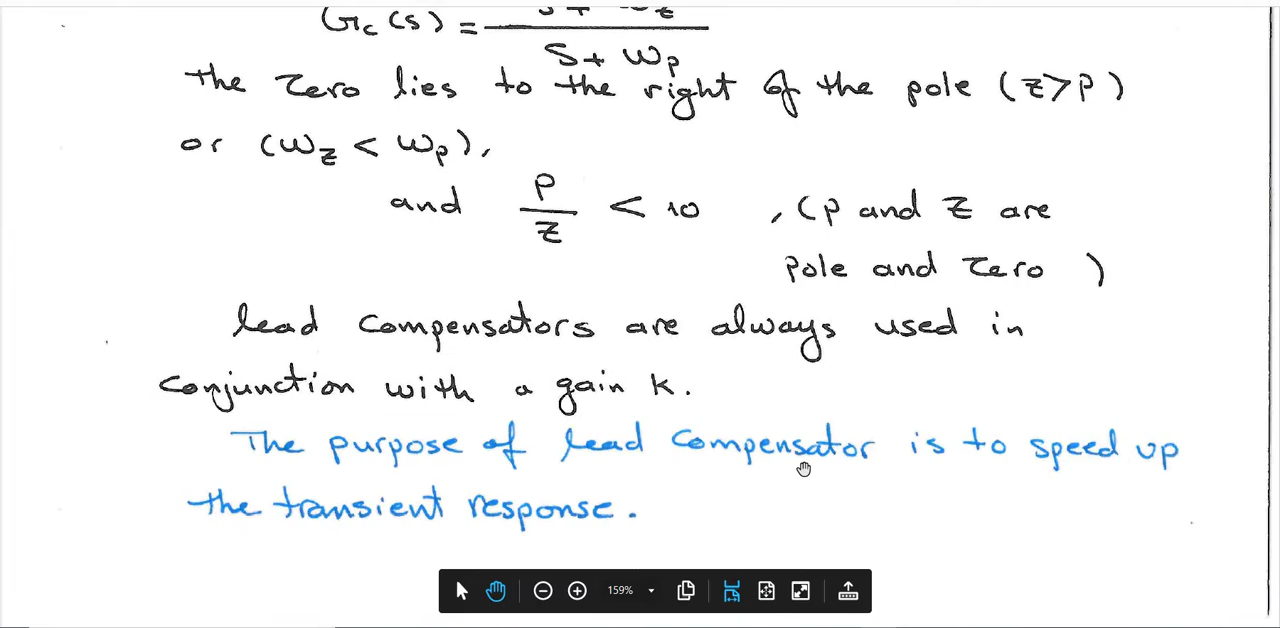 Gc(s) = s + ωz
s + ωp
the zero lies to the right of the pole (z>p)
or (ωz < ωp),
and p/z < 10 , (p and z are
pole and zero )
lead compensators are always used in
conjunction with a gain k.
The purpose of lead compensator is to speed up
the transient response.
159%